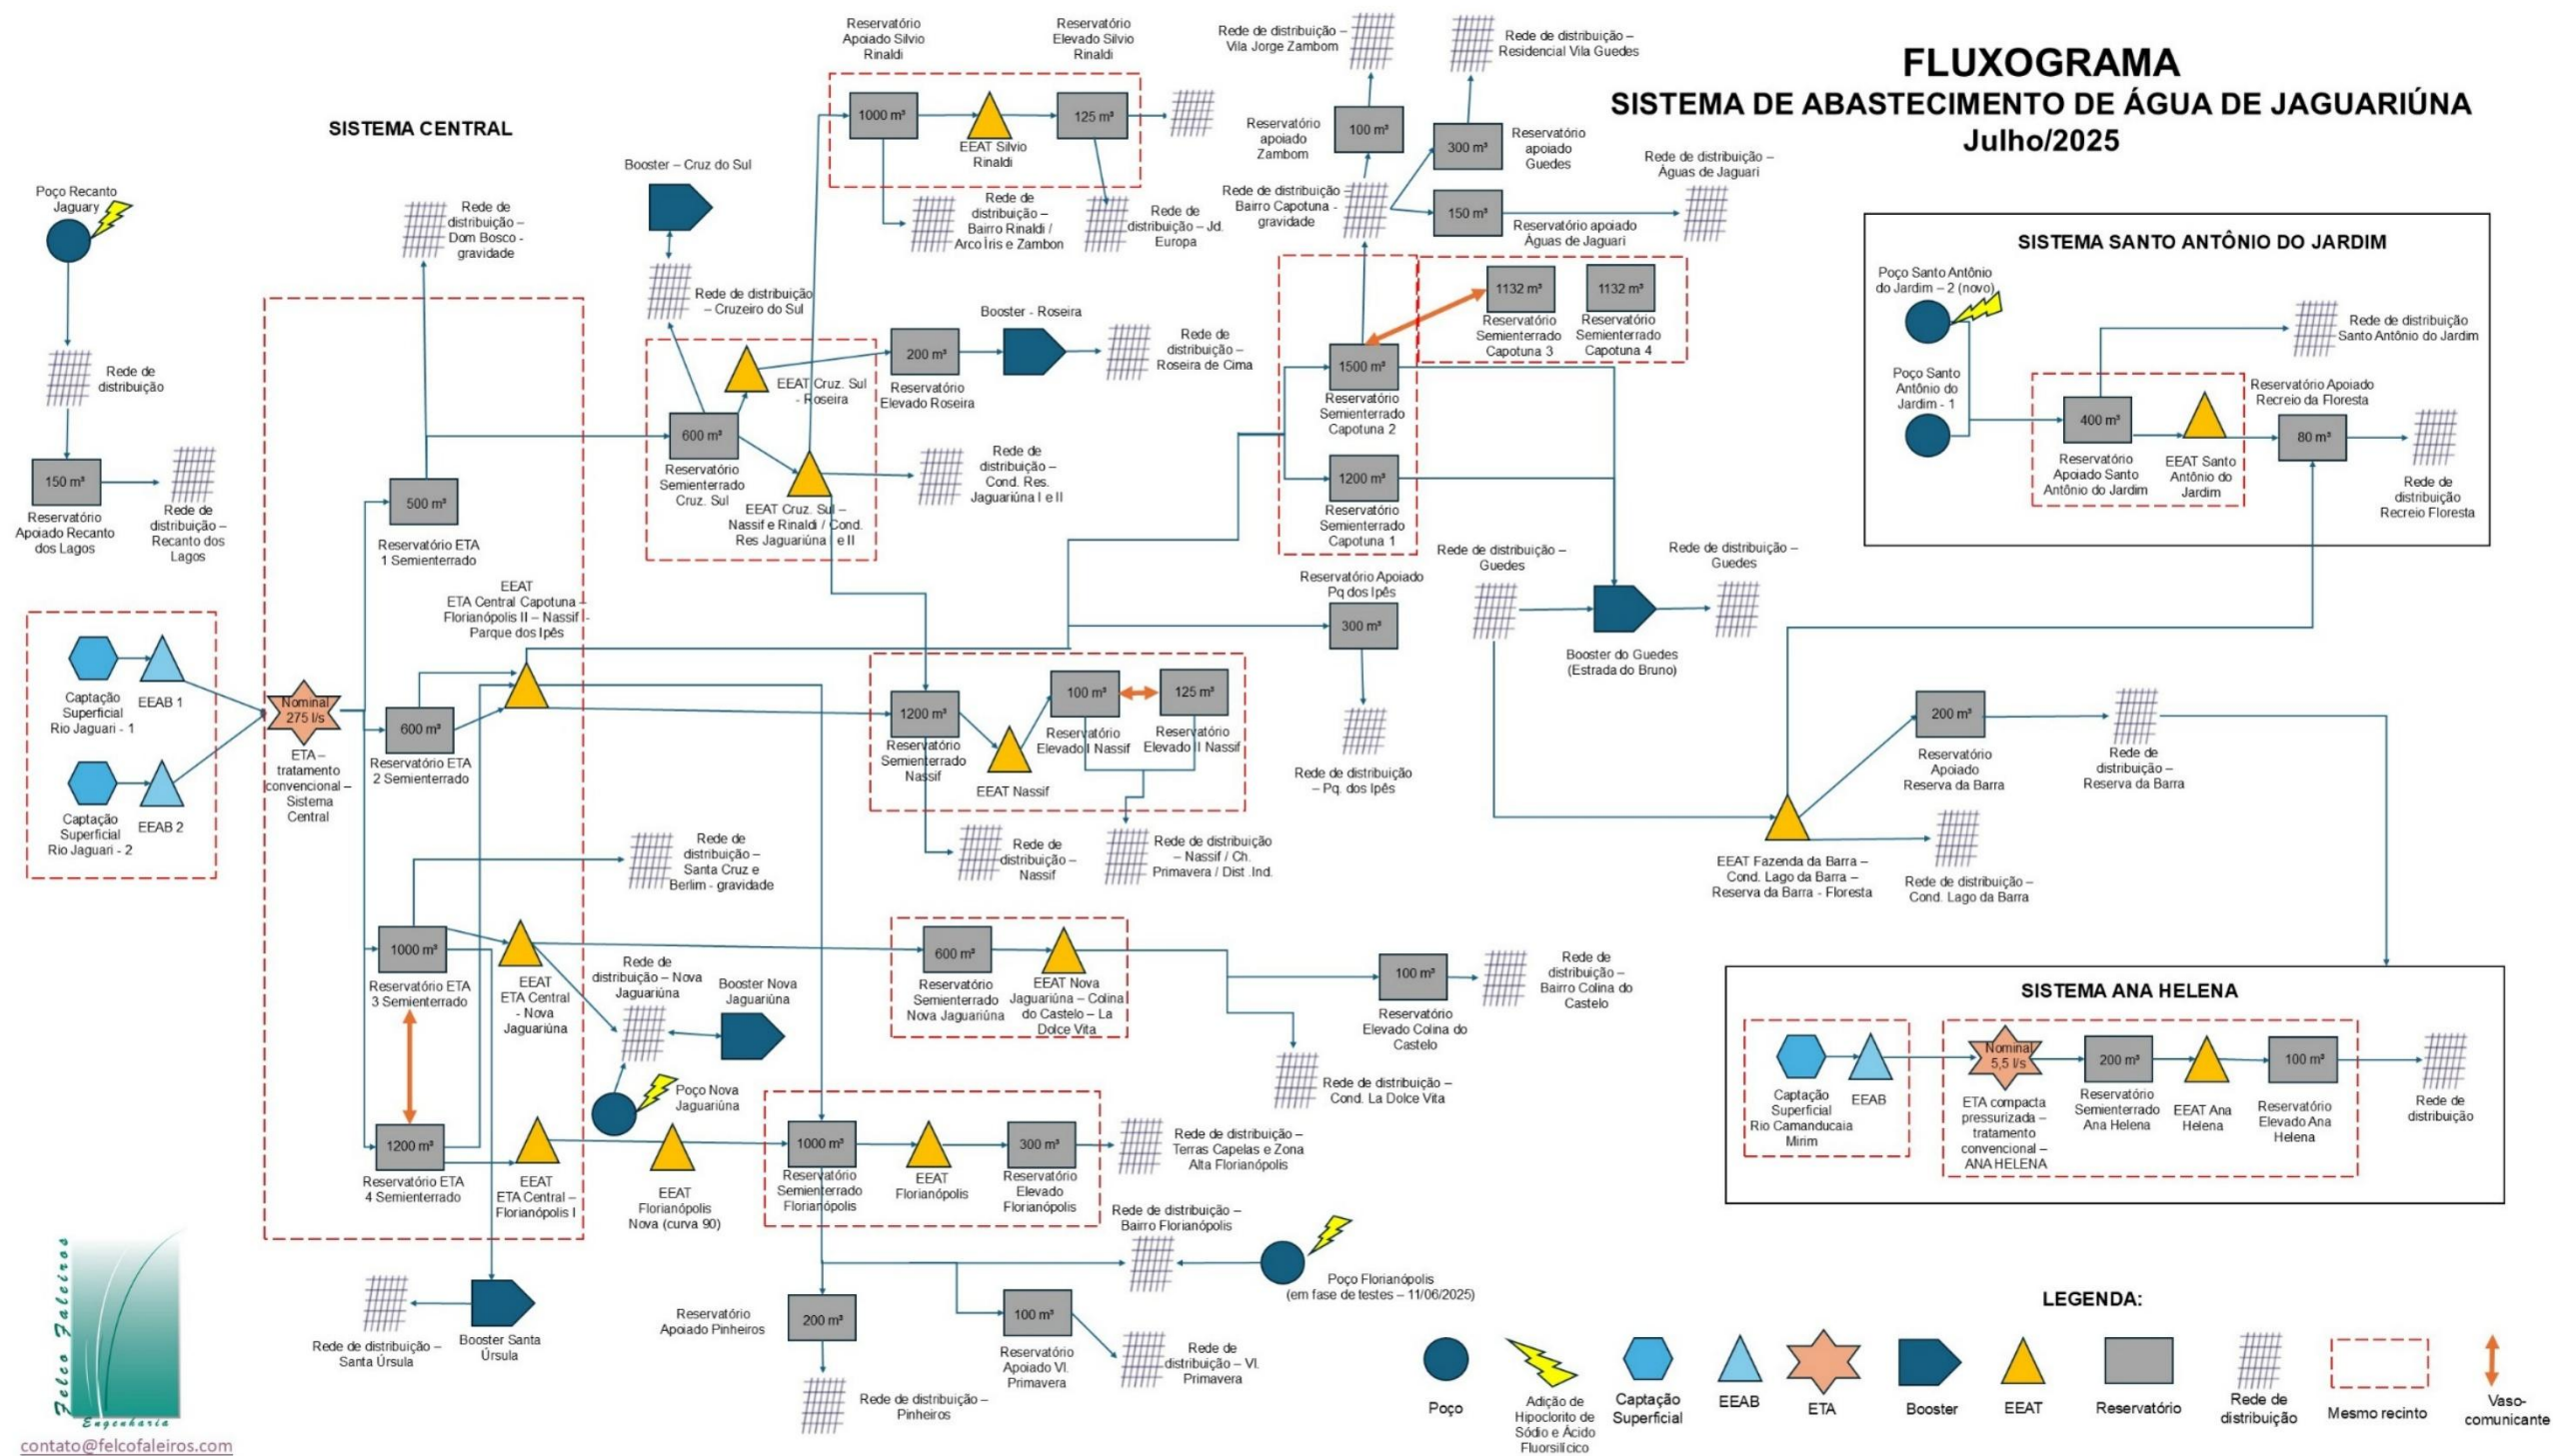 FLUXOGRAMA
SISTEMA DE ABASTECIMENTO DE ÁGUA DE JAGUARIÚNA
Julho/2025
SISTEMA CENTRAL
Poço Recanto
Jaguary
Rede de
distribuição
150 m³
Reservatório
Apoiado Recanto
dos Lagos
Rede de
distribuição –
Recanto dos
Lagos
Captação
Superficial
Rio Jaguari - 1
EEAB 1
Captação
Superficial
Rio Jaguari - 2
EEAB 2
Nominal
275 l/s
ETA –
tratamento
convencional –
Sistema
Central
Rede de
distribuição –
Dom Bosco -
gravidade
500 m³
Reservatório ETA
1 Semienterrado
EEAT
ETA Central Capotuna –
Florianópolis II – Nassif -
Parque dos Ipês
600 m³
Reservatório ETA
2 Semienterrado
1000 m³
Reservatório ETA
3 Semienterrado
1200 m³
Reservatório ETA
4 Semienterrado
EEAT
ETA Central
- Nova
Jaguariúna
EEAT
ETA Central –
Florianópolis I
Rede de
distribuição –
Santa Cruz e
Berlim - gravidade
Rede de
distribuição – Nova
Jaguariúna
Booster Nova
Jaguariúna
Poço Nova
Jaguariúna
EEAT
Florianópolis
Nova (curva 90)
Rede de distribuição –
Santa Úrsula
Booster Santa
Úrsula
Booster – Cruz do Sul
Rede de distribuição
– Cruzeiro do Sul
600 m³
Reservatório
Semienterrado
Cruz. Sul
EEAT Cruz. Sul
- Roseira
EEAT Cruz. Sul –
Nassif e Rinaldi / Cond.
Res Jaguariúna I e II
Reservatório
Apoiado Silvio
Rinaldi
Reservatório
Elevado Silvio
Rinaldi
1000 m³
EEAT Silvio
Rinaldi
125 m³
Rede de
distribuição –
Bairro Rinaldi /
Arco Íris e Zambon
Rede de
distribuição – Jd.
Europa
200 m³
Reservatório
Elevado Roseira
Booster - Roseira
Rede de
distribuição –
Roseira de Cima
Rede de
distribuição –
Cond. Res.
Jaguariúna I e II
1200 m³
Reservatório
Semienterrado
Nassif
EEAT Nassif
100 m³
Reservatório
Elevado I Nassif
125 m³
Reservatório
Elevado II Nassif
Rede de
distribuição –
Nassif
Rede de distribuição
– Nassif / Ch.
Primavera / Dist .Ind.
600 m³
Reservatório
Semienterrado
Nova Jaguariúna
EEAT Nova
Jaguariúna – Colina
do Castelo – La
Dolce Vita
100 m³
Reservatório
Elevado Colina do
Castelo
Rede de
distribuição –
Bairro Colina do
Castelo
Rede de distribuição –
Cond. La Dolce Vita
1000 m³
Reservatório
Semienterrado
Florianópolis
EEAT
Florianópolis
300 m³
Reservatório
Elevado
Florianópolis
Rede de distribuição –
Terras Capelas e Zona
Alta Florianópolis
Rede de distribuição –
Bairro Florianópolis
Poço Florianópolis
(em fase de testes – 11/06/2025)
Reservatório
Apoiado Pinheiros
200 m³
Rede de distribuição –
Pinheiros
100 m³
Reservatório
Apoiado Vl.
Primavera
Rede de
distribuição – Vl.
Primavera
Rede de distribuição –
Vila Jorge Zambom
Rede de distribuição –
Residencial Vila Guedes
Reservatório
apoiado
Zambom
100 m³
300 m³
Reservatório
apoiado
Guedes
Rede de distribuição –
Bairro Capotuna -
gravidade
150 m³
Reservatório apoiado
Águas de Jaguari
Rede de distribuição –
Águas de Jaguari
1132 m³
Reservatório
Semienterrado
Capotuna 3
1132 m³
Reservatório
Semienterrado
Capotuna 4
1500 m³
Reservatório
Semienterrado
Capotuna 2
1200 m³
Reservatório
Semienterrado
Capotuna 1
Reservatório Apoiado
Pq dos Ipês
300 m³
Rede de distribuição
– Pq. dos Ipês
Rede de distribuição –
Guedes
Booster do Guedes
(Estrada do Bruno)
Rede de distribuição –
Guedes
EEAT Fazenda da Barra –
Cond. Lago da Barra –
Reserva da Barra - Floresta
200 m³
Reservatório
Apoiado
Reserva da Barra
Rede de
distribuição –
Reserva da Barra
Rede de distribuição –
Cond. Lago da Barra
SISTEMA SANTO ANTÔNIO DO JARDIM
Poço Santo Antônio
do Jardim – 2 (novo)
Poço Santo
Antônio do
Jardim - 1
400 m³
Reservatório
Apoiado Santo
Antônio do Jardim
EEAT Santo
Antônio do
Jardim
Rede de distribuição
Santo Antônio do Jardim
Reservatório Apoiado
Recreio da Floresta
80 m³
Rede de
distribuição
Recreio Floresta
SISTEMA ANA HELENA
Captação
Superficial
Rio Camanducaia
Mirim
EEAB
Nominal
5,5 l/s
ETA compacta
pressurizada –
tratamento
convencional –
ANA HELENA
200 m³
Reservatório
Semienterrado
Ana Helena
EEAT Ana
Helena
100 m³
Reservatório
Elevado Ana
Helena
Rede de
distribuição
LEGENDA:
Poço
Adição de
Hipoclorito de
Sódio e Ácido
Fluorsilícico
Captação
Superficial
EEAB
ETA
Booster
EEAT
Reservatório
Rede de
distribuição
Mesmo recinto
Vaso-
comunicante
Felco Faleiros
Engenharia
contato@felcofaleiros.com